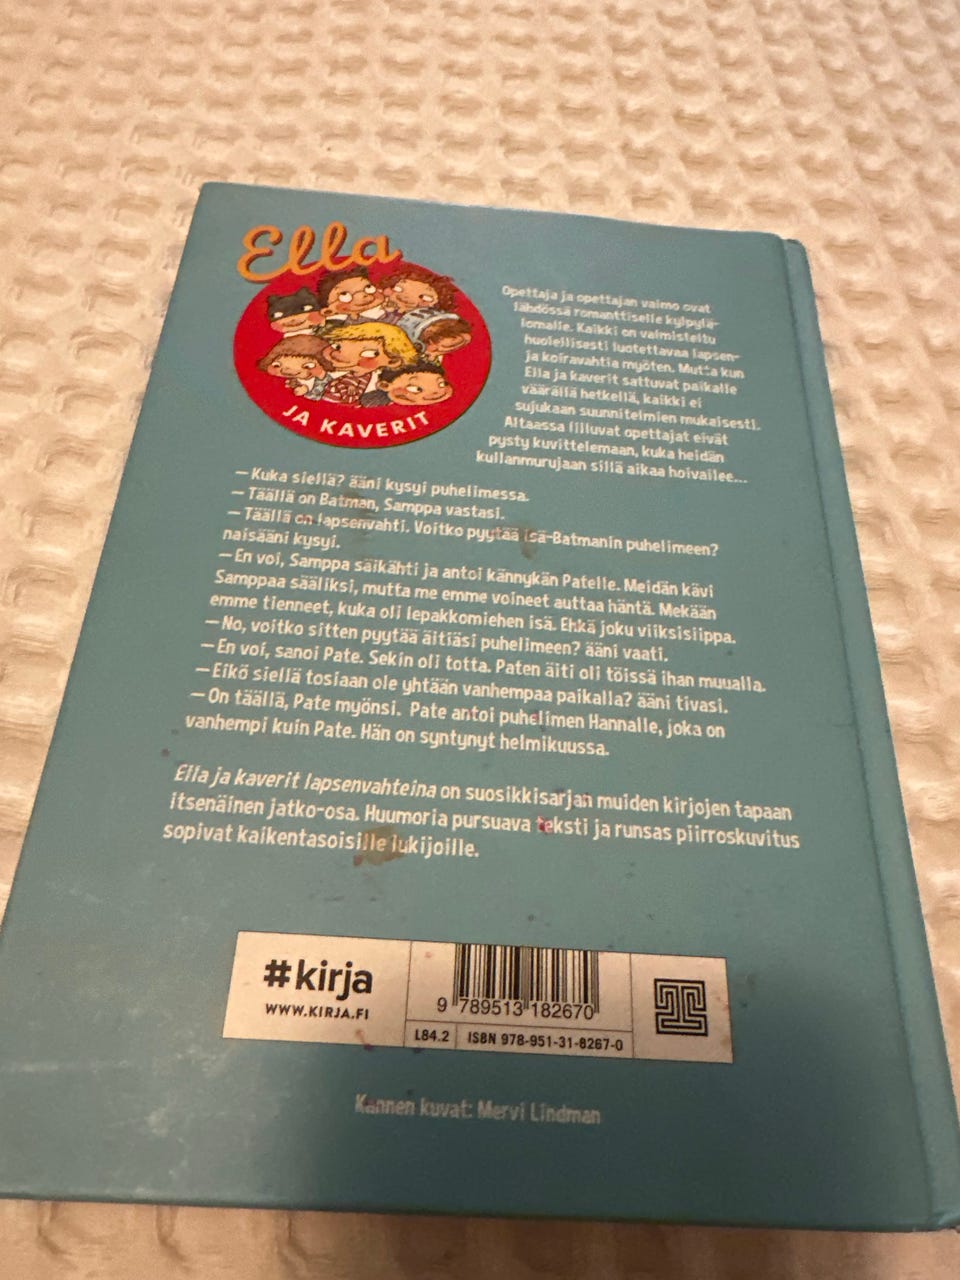 Ella
JA KAVERIT
Opettaja ja opettajan vaimo ovat
lähdössä romanttiselle kylpylä-
lomalle. Kaikki on valmisteltu
huolellisesti luotettavaa lapsen-
ja koiravahtia myöten. Mutta kun
Ella ja kaverit sattuvat paikalle
väärällä hetkellä, kaikki ei
sujukaan suunnitelmien mukaisesti.
Altaassa lilluvat opettajat eivät
pysty kuvittelemaan, kuka heidän
kullanmurujaan sillä aikaa hoivailee...
– Kuka siellä? ääni kysyi puhelimessa.
– Täällä on Batman, Samppa vastasi.
– Täällä on lapsenvahti. Voitko pyytää isä-Batmanin puhelimeen?
naisääni kysyi.
– En voi, Samppa säikähti ja antoi kännykän Patelle. Meidän kävi
Samppaa sääliksi, mutta me emme voineet auttaa häntä. Mekään
emme tienneet, kuka oli lepakkomiehen isä. Ehkä joku viiksisiippa.
– No, voitko sitten pyytää äitiäsi puhelimeen? ääni vaati.
– En voi, sanoi Pate. Sekin oli totta. Paten äiti oli töissä ihan muualla.
– Eikö siellä tosiaan ole yhtään vanhempaa paikalla? ääni tivasi.
– On täällä, Pate myönsi. Pate antoi puhelimen Hannalle, joka on
vanhempi kuin Pate. Hän on syntynyt helmikuussa.
Ella ja kaverit lapsenvahteina on suosikkisarjan muiden kirjojen tapaan
itsenäinen jatko-osa. Huumoria pursuava teksti ja runsas piirroskuvitus
sopivat kaikentasoisille lukijoille.
#kirja
WWW.KIRJA.FI
9 789513 182670
L84.2 ISBN 978-951-31-8267-0
Kannen kuvat: Mervi Lindman